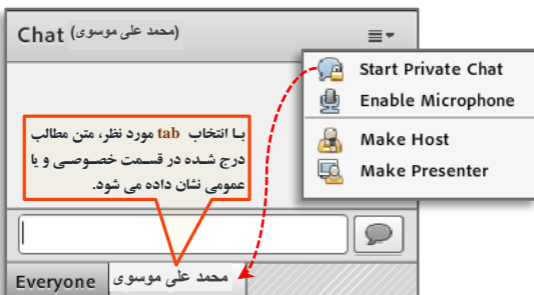 Chat (محمد علی موسوی)
Start Private Chat
Enable Microphone
Make Host
Make Presenter
با انتخاب tab مورد نظر، متن مطالب
درج شده در قسمت خصوصی و یا
عمومی نشان داده می شود.
Everyone محمد علی موسوی